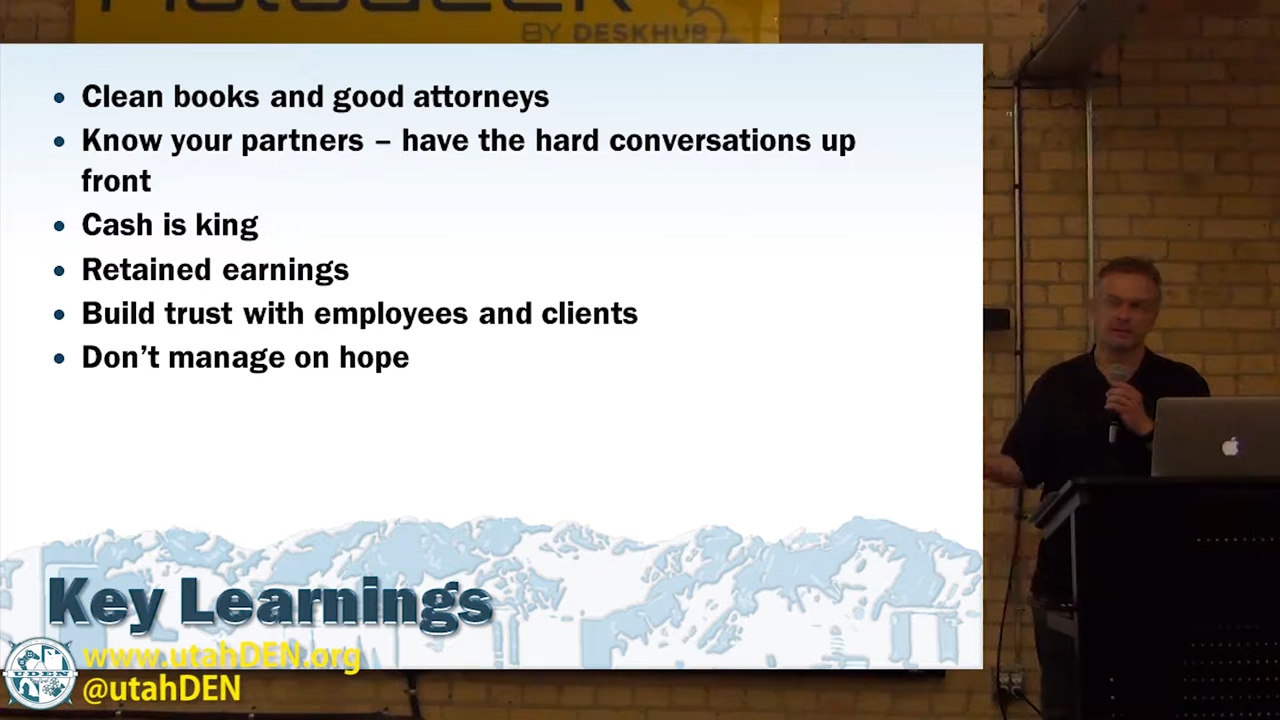 BY DESKHUB
• Clean books and good attorneys
• Know your partners – have the hard conversations up
front
• Cash is king
• Retained earnings
• Build trust with employees and clients
• Don’t manage on hope
Key Learnings
www.utahDEN.org
@utahDEN
UDEN